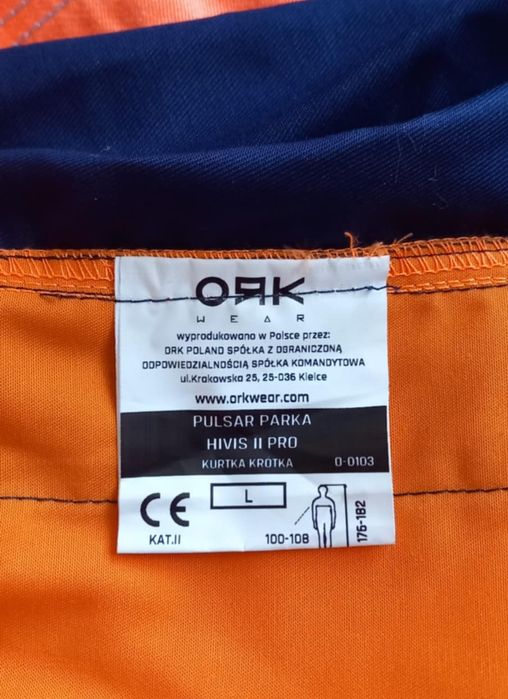 ORK
WEAR
wyprodukowano w Polsce przez:
ORK POLAND SPÓŁKA Z OGRANICZONĄ
ODPOWIEDZIALNOŚCIĄ SPÓŁKA KOMANDYTOWA
ul.Krakowska 25, 25-036 Kielce
www.orkwear.com
PULSAR PARKA
HIVIS II PRO
KURTKA KRÓTKA 0-0103
CE L
KAT.II 100-108 176-182